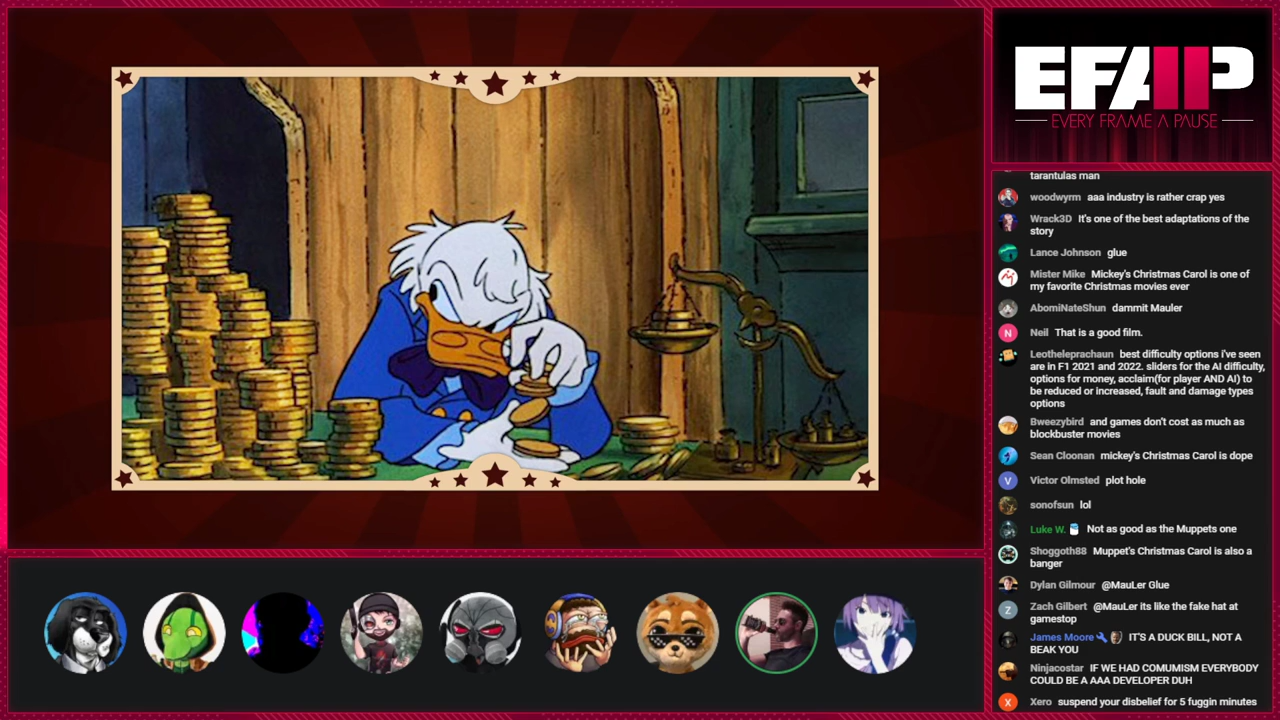 EFAP
EVERY FRAME A PAUSE
tarantulas man
woodwyrm aaa industry is rather crap yes
Wrack3D It's one of the best adaptations of the
story
Lance Johnson glue
Mister Mike Mickey's Christmas Carol is one of
my favorite Christmas movies ever
AbomiNateShun dammit Mauler
Neil That is a good film.
Leotheleprachaun best difficulty options i've seen
are in F1 2021 and 2022. sliders for the AI difficulty,
options for money, acclaim(for player AND AI) to
be reduced or increased, fault and damage types
options
Bweezybird and games don't cost as much as
blockbuster movies
Sean Cloonan mickey's Christmas Carol is dope
V Victor Olmsted plot hole
sonofsun lol
Luke W. Not as good as the Muppets one
Shoggoth88 Muppet's Christmas Carol is also a
banger
Dylan Gilmour @MauLer Glue
Z Zach Gilbert @MauLer its like the fake hat at
gamestop
James Moore IT'S A DUCK BILL, NOT A
BEAK YOU
Ninjacostar IF WE HAD COMUMISM EVERYBODY
COULD BE A AAA DEVELOPER DUH
X Xero suspend your disbelief for 5 fuggin minutes